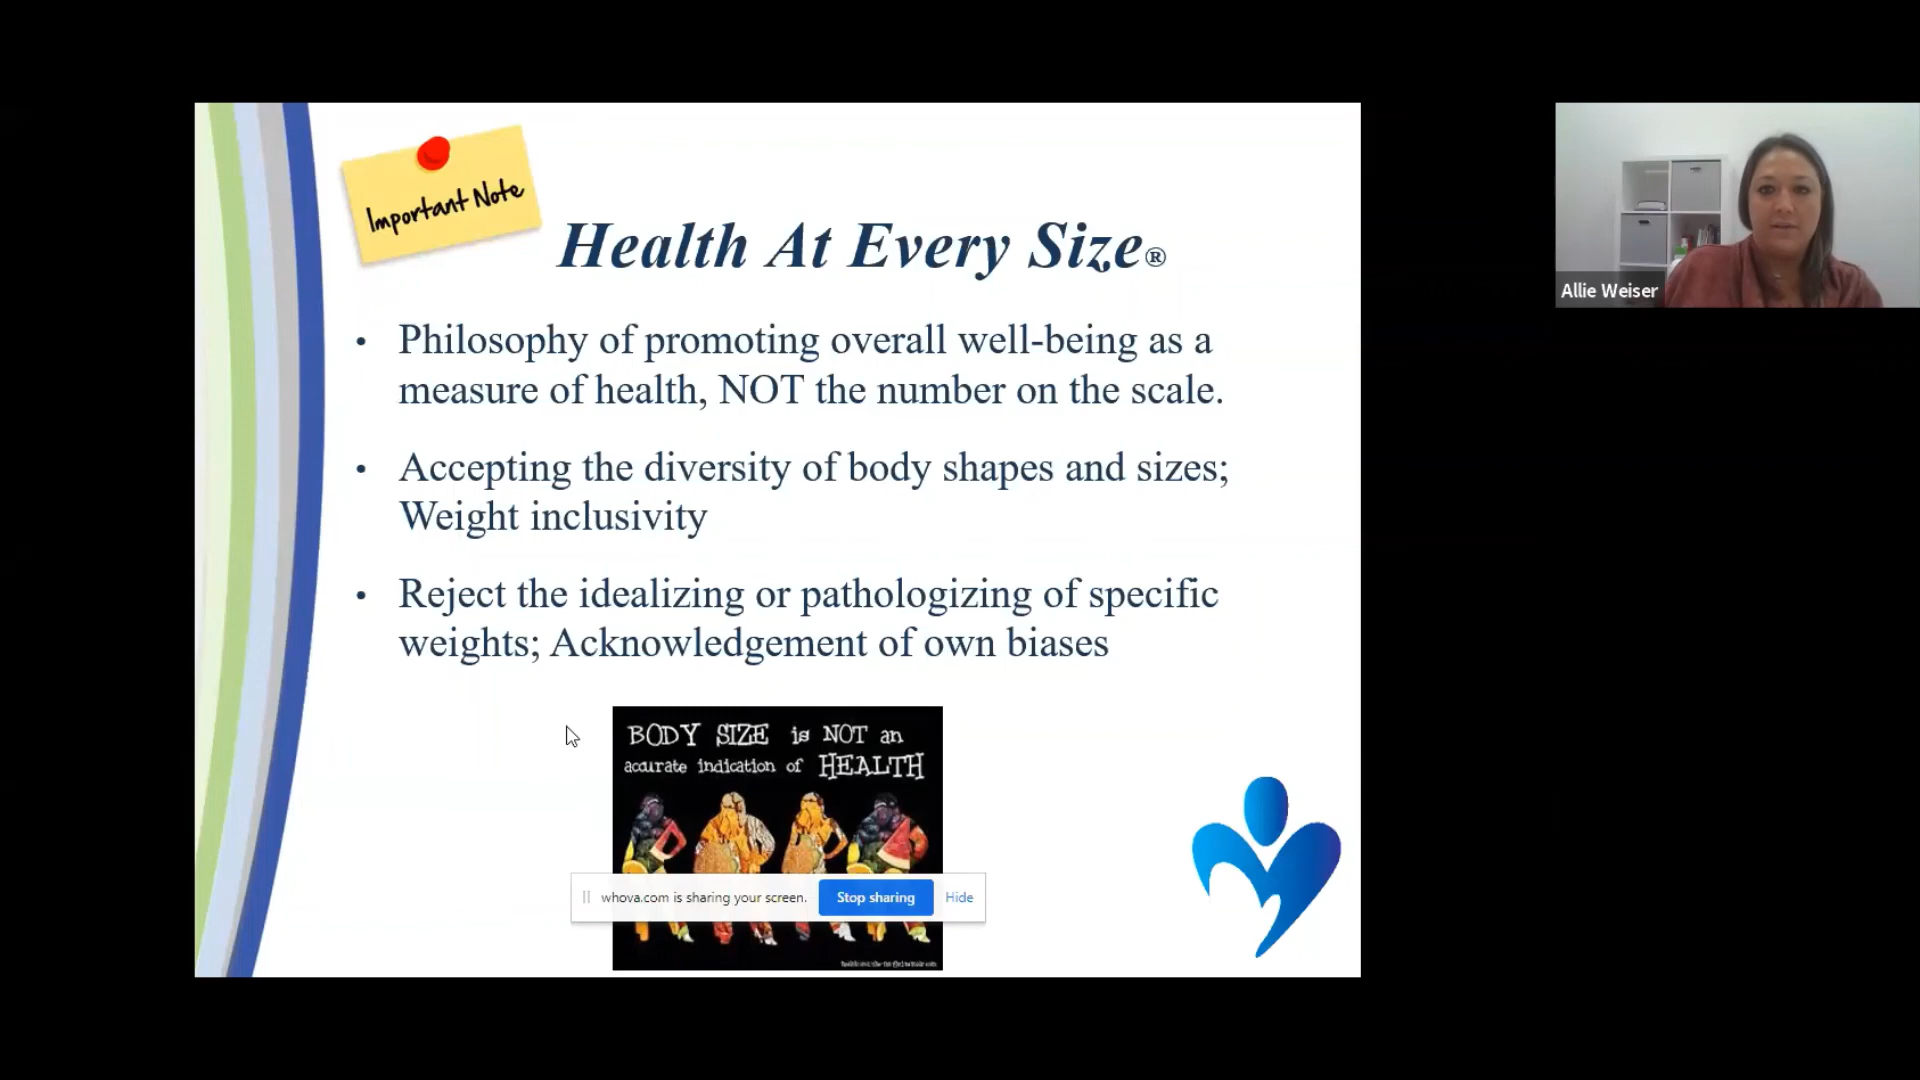 Important Note
Health At Every Size®
• Philosophy of promoting overall well-being as a
measure of health, NOT the number on the scale.
• Accepting the diversity of body shapes and sizes;
Weight inclusivity
• Reject the idealizing or pathologizing of specific
weights; Acknowledgement of own biases
BODY SIZE is NOT an
accurate indication of HEALTH
whova.com is sharing your screen.
Stop sharing
Hide
Allie Weiser